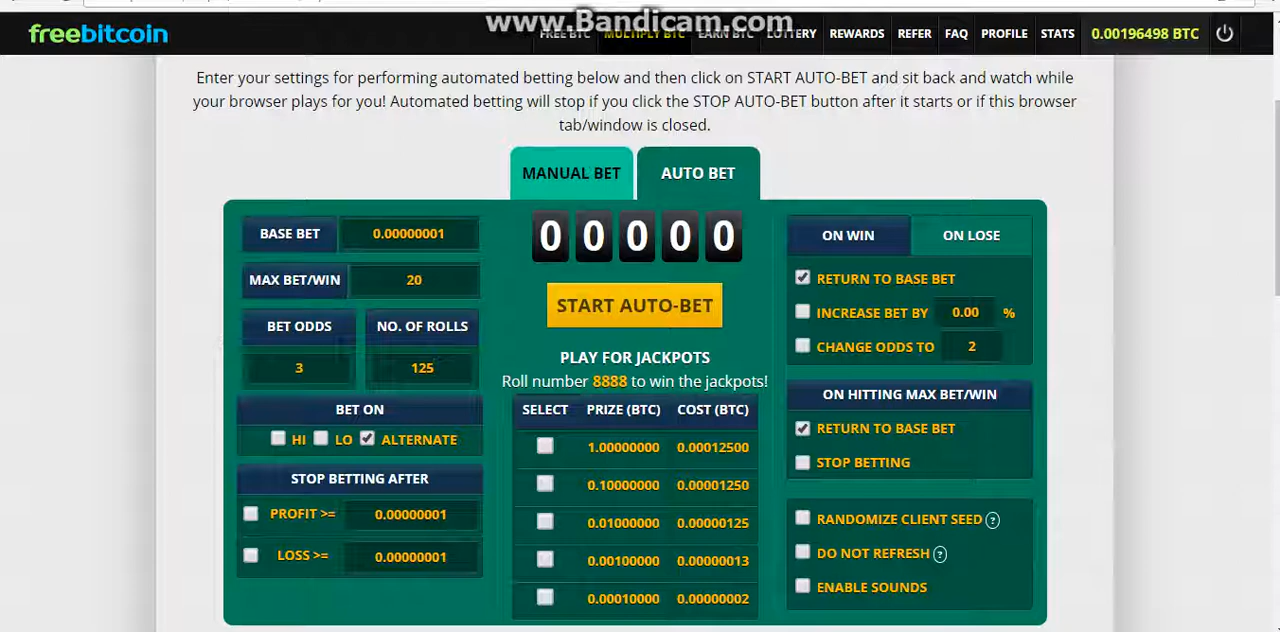 www.Bandicam.com
freebitcoin
FREE BTC MULTIPLY BTC EARN BTC LOTTERY REWARDS REFER FAQ PROFILE STATS 0.00196498 BTC
Enter your settings for performing automated betting below and then click on START AUTO-BET and sit back and watch while
your browser plays for you! Automated betting will stop if you click the STOP AUTO-BET button after it starts or if this browser
tab/window is closed.
MANUAL BET AUTO BET
BASE BET 0.00000001
MAX BET/WIN 20
BET ODDS NO. OF ROLLS
3 125
BET ON
HI LO ALTERNATE
STOP BETTING AFTER
PROFIT >= 0.00000001
LOSS >= 0.00000001
0 0 0 0 0
START AUTO-BET
PLAY FOR JACKPOTS
Roll number 8888 to win the jackpots!
SELECT PRIZE (BTC) COST (BTC)
1.00000000 0.00012500
0.10000000 0.00001250
0.01000000 0.00000125
0.00100000 0.00000013
0.00010000 0.00000002
ON WIN ON LOSE
RETURN TO BASE BET
INCREASE BET BY 0.00 %
CHANGE ODDS TO 2
ON HITTING MAX BET/WIN
RETURN TO BASE BET
STOP BETTING
RANDOMIZE CLIENT SEED ?
DO NOT REFRESH ?
ENABLE SOUNDS